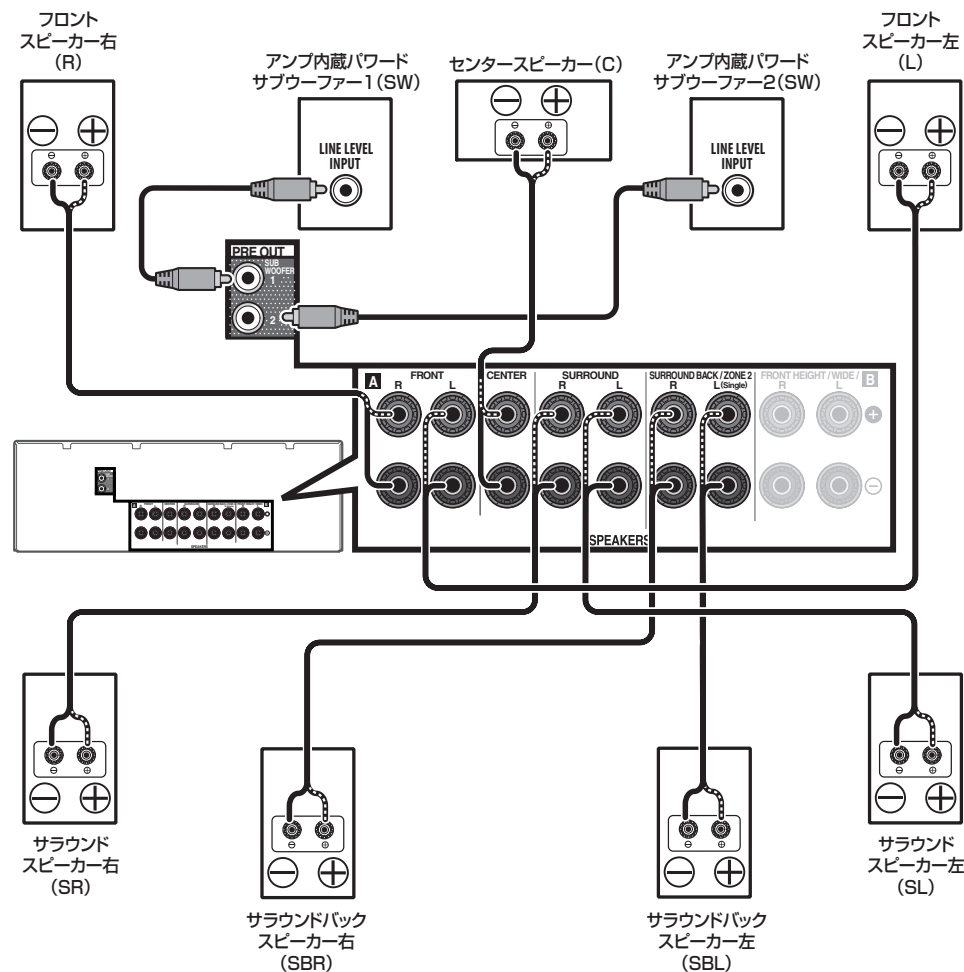 フロント
スピーカー右
(R)
アンプ内蔵パワード
サブウーファー1(SW)
センタースピーカー(C)
アンプ内蔵パワード
サブウーファー2(SW)
フロント
スピーカー左
(L)
LINE LEVEL
INPUT
LINE LEVEL
INPUT
PRE OUT
SUB
WOOFER
1
2
A
FRONT
R L
CENTER
SURROUND
R L
SURROUND BACK / ZONE 2
R L (Single)
FRONT HEIGHT / WIDE / B
R L
SPEAKERS
サラウンド
スピーカー右
(SR)
サラウンドバック
スピーカー右
(SBR)
サラウンドバック
スピーカー左
(SBL)
サラウンド
スピーカー左
(SL)